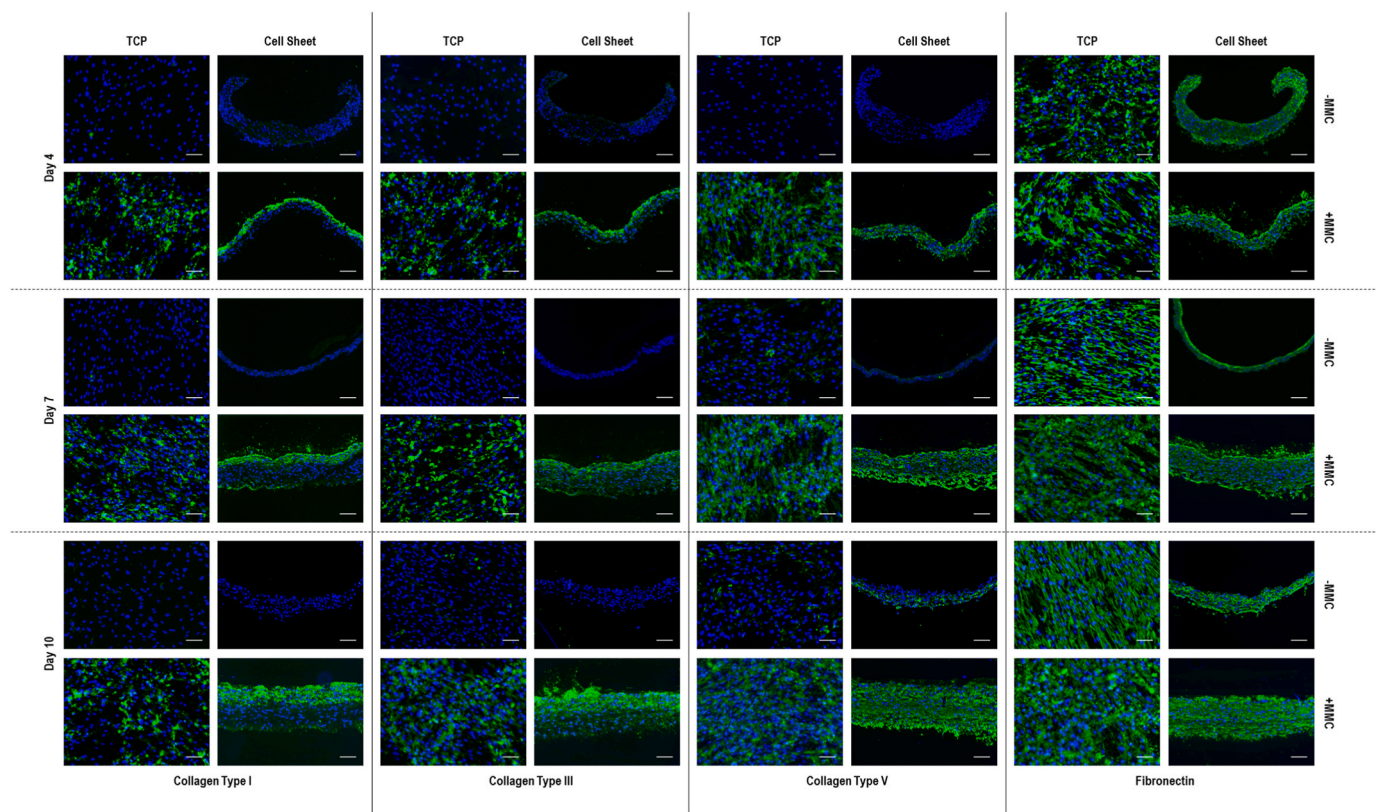 TCP Cell Sheet TCP Cell Sheet TCP Cell Sheet TCP Cell Sheet
Day 4
-MMC
+MMC
Day 7
-MMC
+MMC
Day 10
-MMC
+MMC
Collagen Type I Collagen Type III Collagen Type V Fibronectin